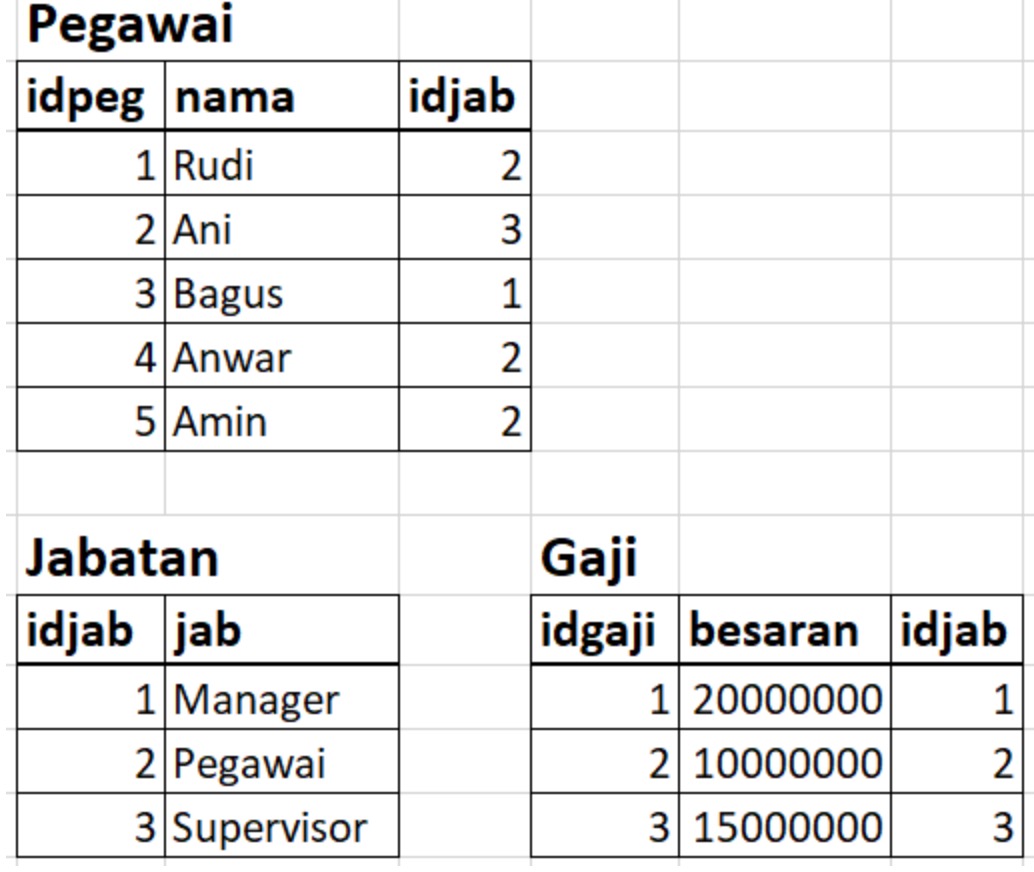 Pegawai
idpeg nama idjab
1 Rudi 2
2 Ani 3
3 Bagus 1
4 Anwar 2
5 Amin 2
Jabatan Gaji
idjab jab idgaji besaran idjab
1 Manager 1 20000000 1
2 Pegawai 2 10000000 2
3 Supervisor 3 15000000 3